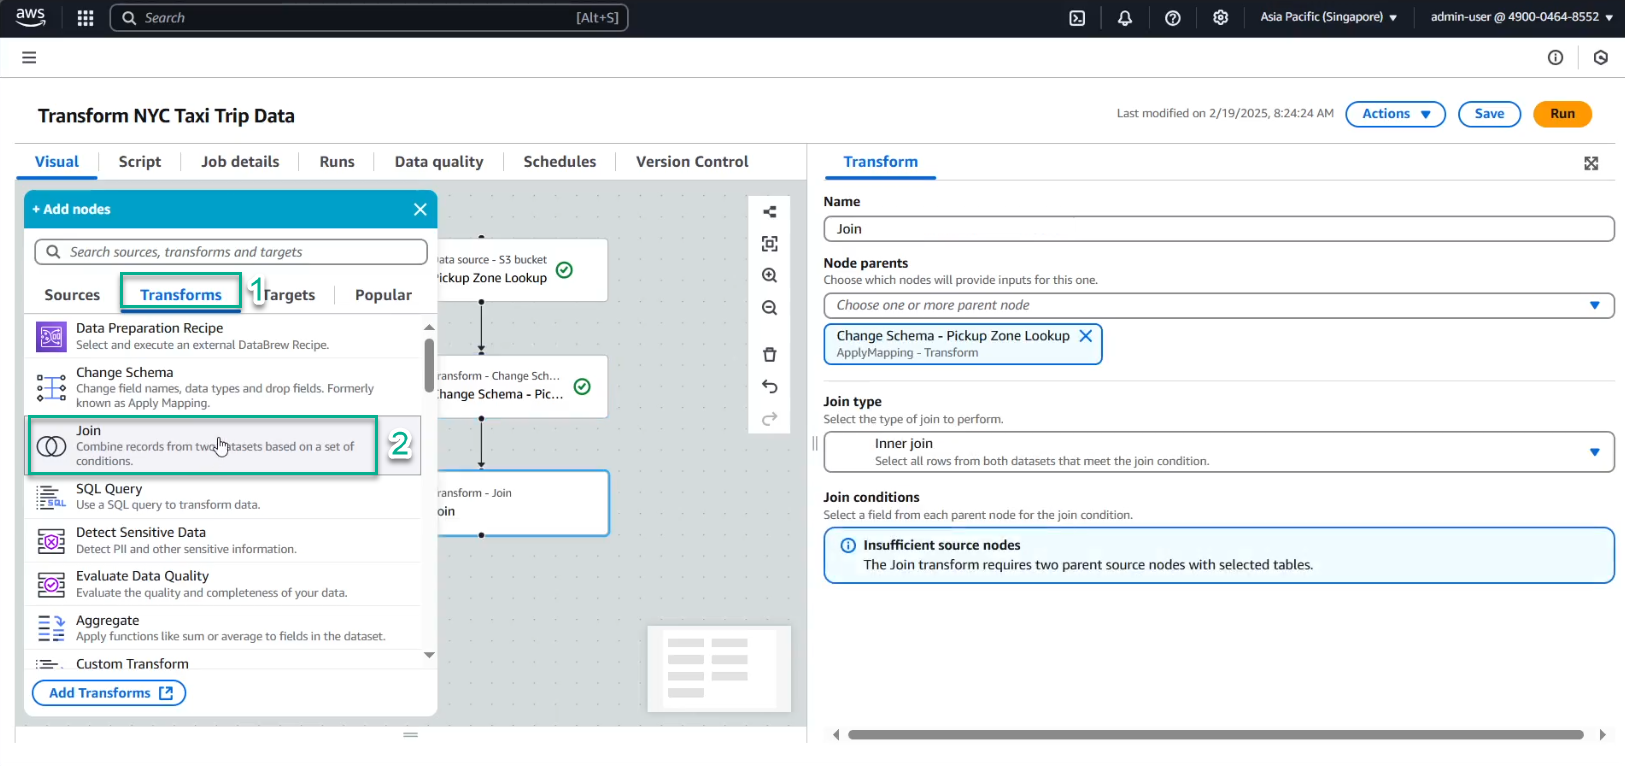 aws
Search
[Alt+S]
Asia Pacific (Singapore)
admin-user @ 4900-0464-8552
Transform NYC Taxi Trip Data
Last modified on 2/19/2025, 8:24:24 AM
Actions
Save
Run
Visual
Script
Job details
Runs
Data quality
Schedules
Version Control
+ Add nodes
Search sources, transforms and targets
Sources
Transforms
1
Targets
Popular
Data Preparation Recipe
Select and execute an external DataBrew Recipe.
Change Schema
Change field names, data types and drop fields. Formerly
known as Apply Mapping.
Join
Combine records from two datasets based on a set of
conditions.
2
SQL Query
Use a SQL query to transform data.
Detect Sensitive Data
Detect PII and other sensitive information.
Evaluate Data Quality
Evaluate the quality and completeness of your data.
Aggregate
Apply functions like sum or average to fields in the dataset.
Custom Transform
Add Transforms
ata source - S3 bucket
ickup Zone Lookup
ransform - Change Sch...
hange Schema - Pic...
ransform - Join
oin
Transform
Name
Join
Node parents
Choose which nodes will provide inputs for this one.
Choose one or more parent node
Change Schema - Pickup Zone Lookup
ApplyMapping - Transform
Join type
Select the type of join to perform.
Inner join
Select all rows from both datasets that meet the join condition.
Join conditions
Select a field from each parent node for the join condition.
Insufficient source nodes
The Join transform requires two parent source nodes with selected tables.